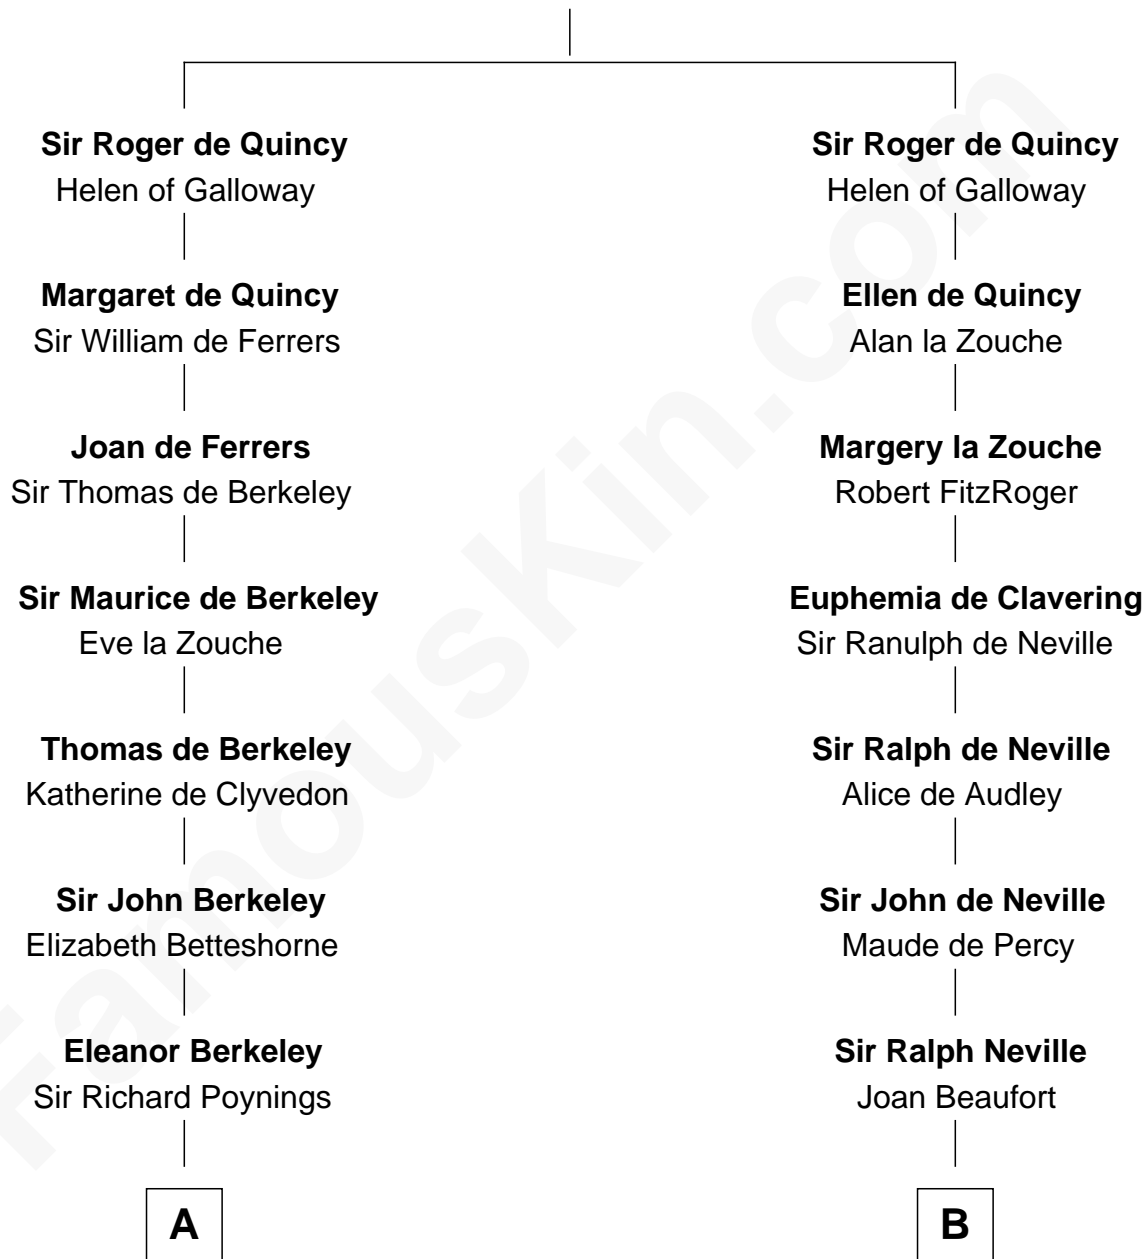 Sir Roger de Quincy
Helen of Galloway
Margaret de Quincy
Sir William de Ferrers
Joan de Ferrers
Sir Thomas de Berkeley
Sir Maurice de Berkeley
Eve la Zouche
Thomas de Berkeley
Katherine de Clyvedon
Sir John Berkeley
Elizabeth Betteshorne
Eleanor Berkeley
Sir Richard Poynings
A
Sir Roger de Quincy
Helen of Galloway
Ellen de Quincy
Alan la Zouche
Margery la Zouche
Robert FitzRoger
Euphemia de Clavering
Sir Ranulph de Neville
Sir Ralph de Neville
Alice de Audley
Sir John de Neville
Maude de Percy
Sir Ralph Neville
Joan Beaufort
B
FamousKin.com